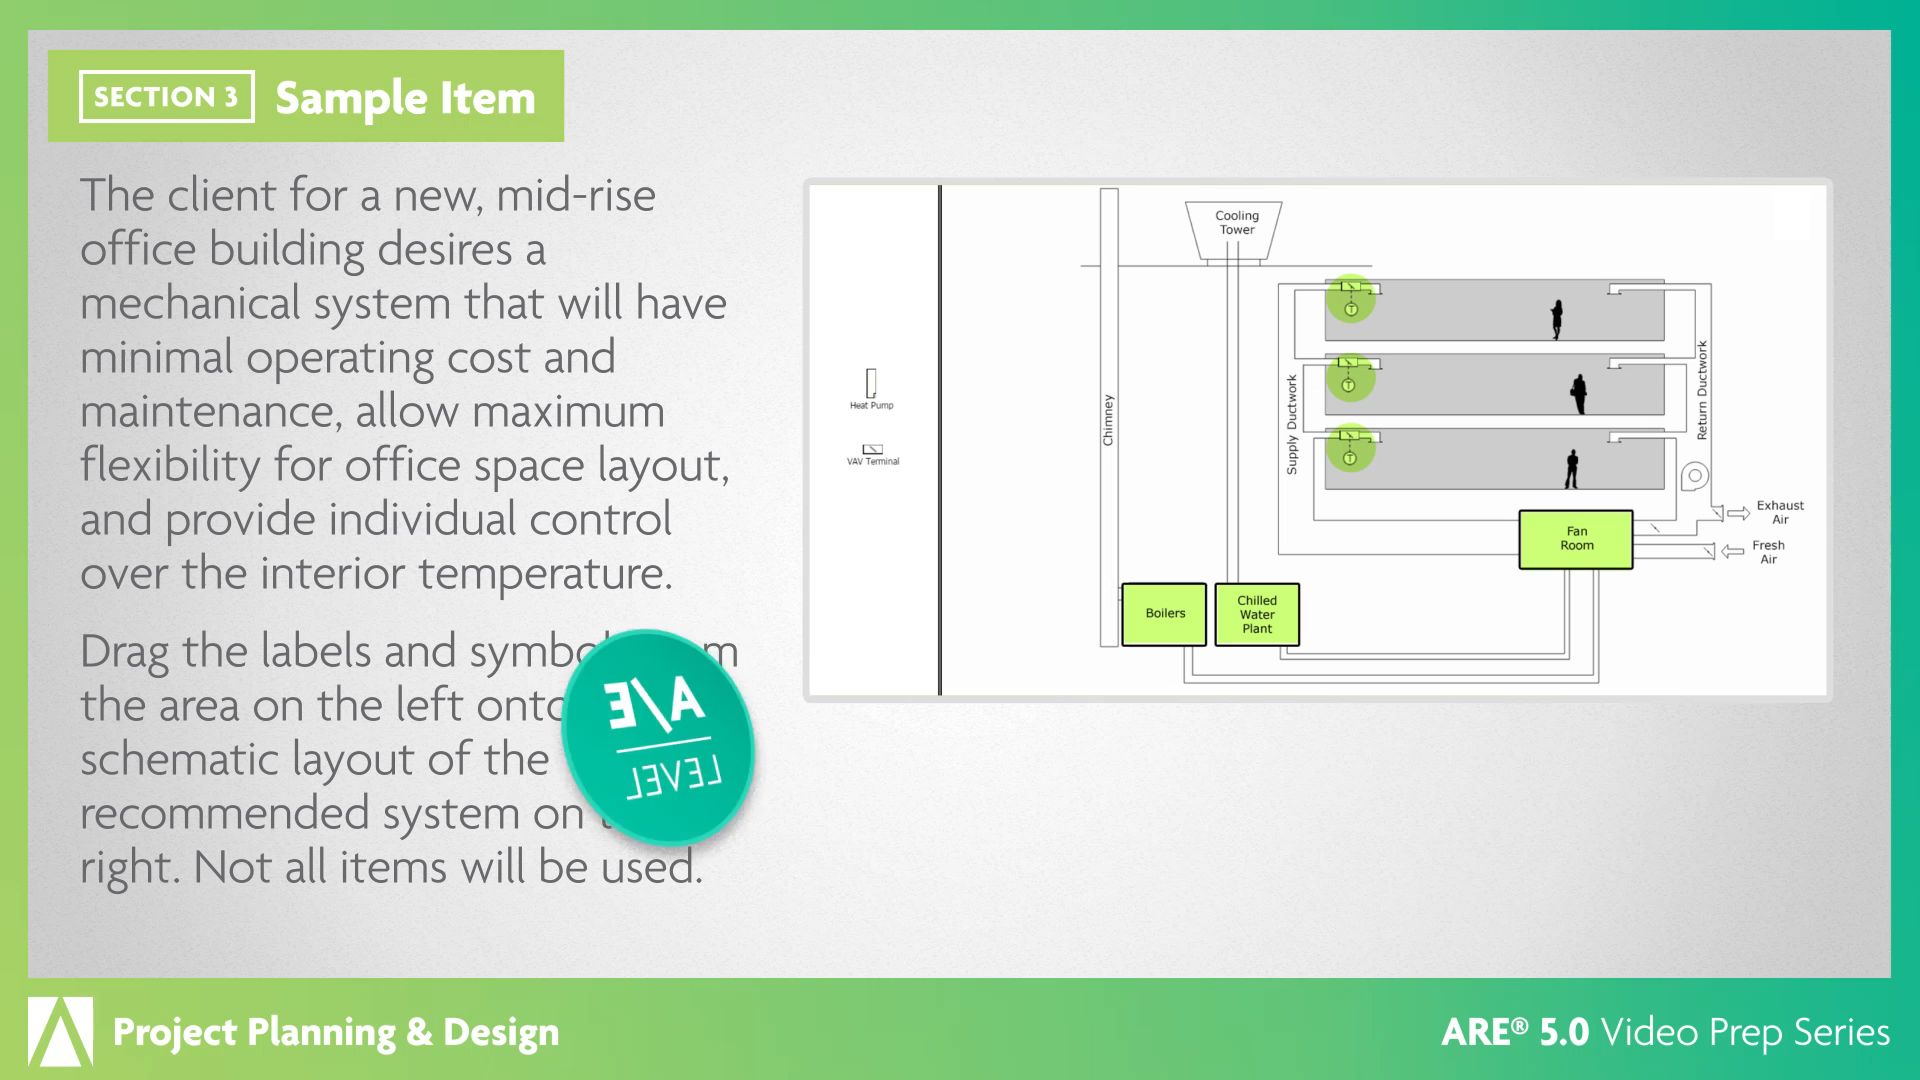 SECTION 3 Sample Item
The client for a new, mid-rise
office building desires a
mechanical system that will have
minimal operating cost and
maintenance, allow maximum
flexibility for office space layout,
and provide individual control
over the interior temperature.
Drag the labels and
the area on the left
schematic layout of the
recommended system on
right. Not all items will be used.
A/E
LEVEL
Heat Pump
VAV Terminal
Chimney
Cooling
Tower
Supply Ductwork
T
T
T
Return Ductwork
Exhaust
Air
Fresh
Air
Fan
Room
Boilers
Chilled
Water
Plant
Project Planning & Design
ARE® 5.0 Video Prep Series